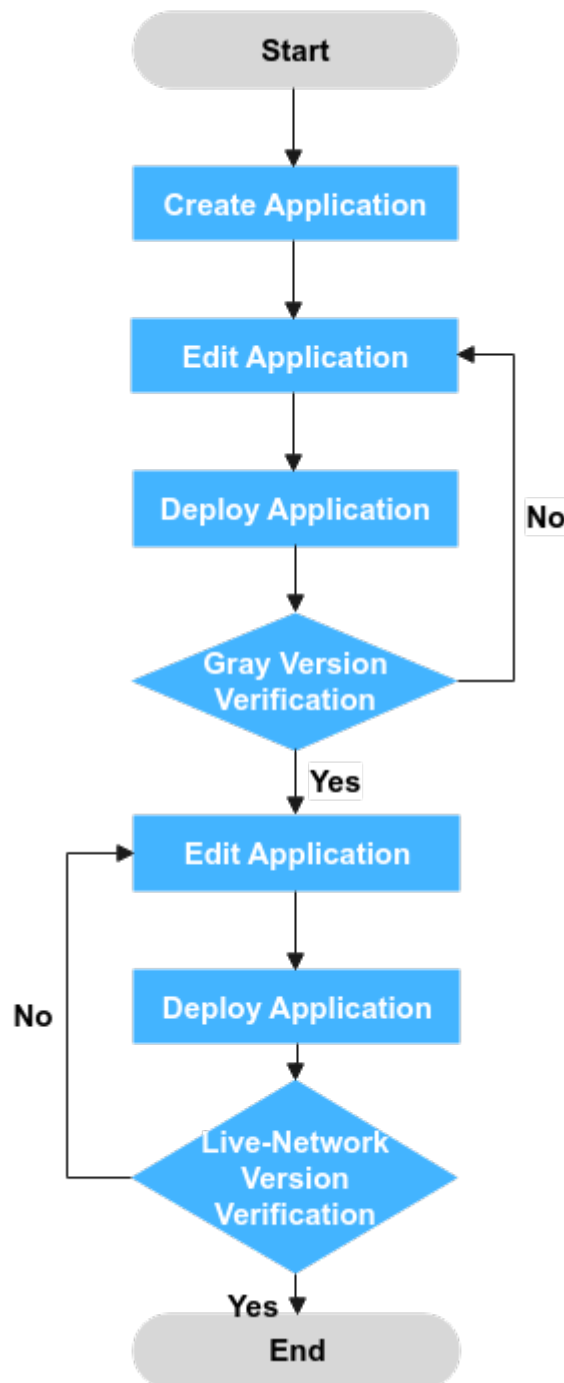 Start
Create Application
Edit Application
Deploy Application
No
Gray Version
Verification
Yes
Edit Application
Deploy Application
No
Live-Network
Version
Verification
Yes
End